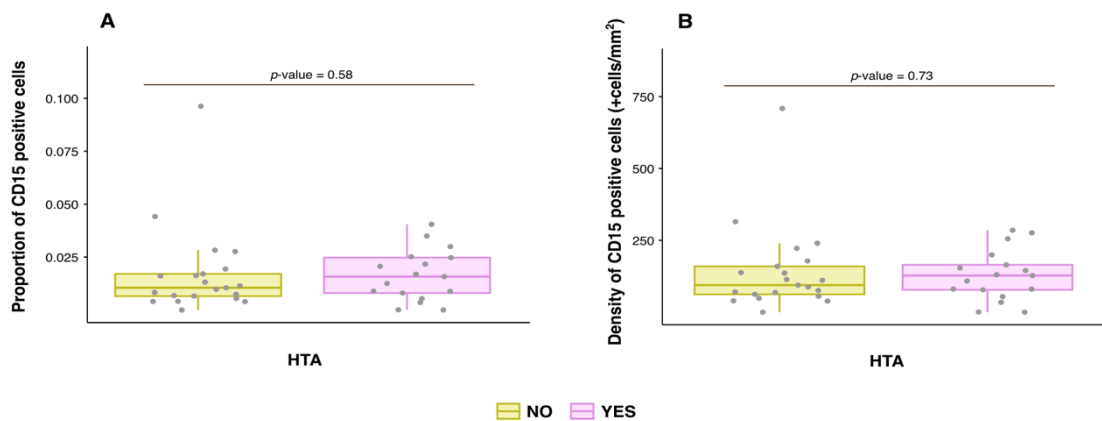 A
p-value = 0.58
Proportion of CD15 positive cells
0.100
0.075
0.050
0.025
HTA
B
p-value = 0.73
Density of CD15 positive cells (+cells/mm²)
750
500
250
HTA
NO YES